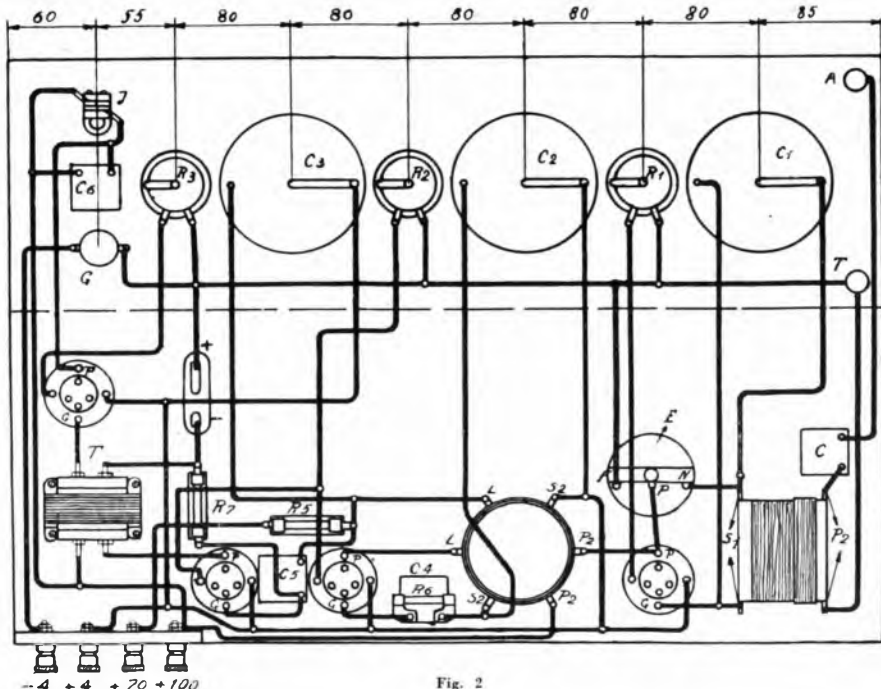 60 55 80 80 80 80 80 85
J A
C6 R3 C3 R2 C2 R1 C1
G T
+
P E
G − C
T K P N
R7 R5 L S2
S1 P2
P C5 P L P2 P
C4
R6
G G S2 P2 G
-4 +4 +20 +100
Fig. 2